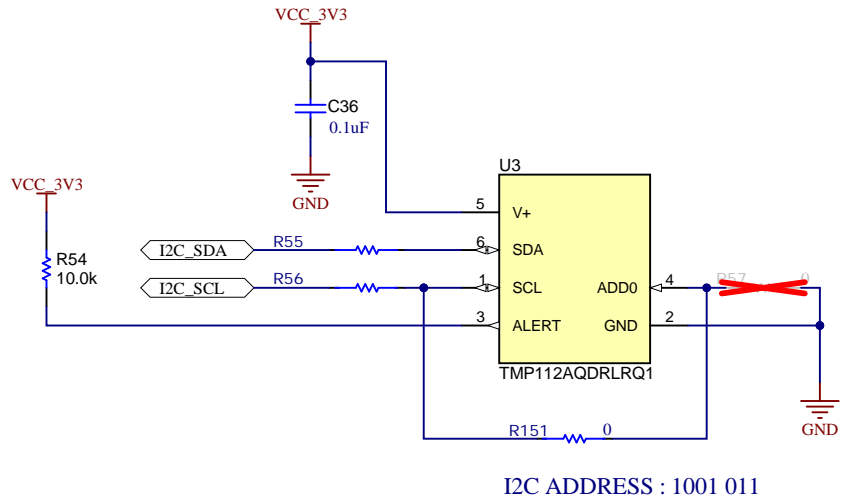 VCC_3V3
C36
0.1uF
GND
VCC_3V3
R54
10.0k
I2C_SDA
R55
I2C_SCL
R56
U3
5
V+
6
SDA
1
SCL
3
ALERT
ADD0
4
GND
2
TMP112AQDRLRQ1
R57
0
GND
R151
0
I2C ADDRESS : 1001 011